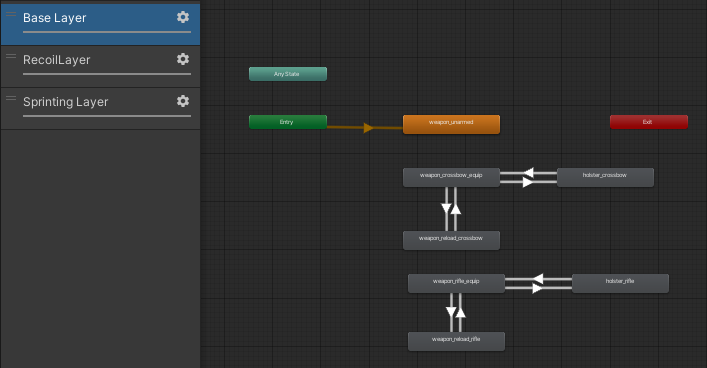 Base Layer
RecoilLayer
Sprinting Layer
Any State
Entry
weapon_unarmed
Exit
weapon_crossbow_equip
holster_crossbow
weapon_reload_crossbow
weapon_rifle_equip
holster_rifle
weapon_reload_rifle